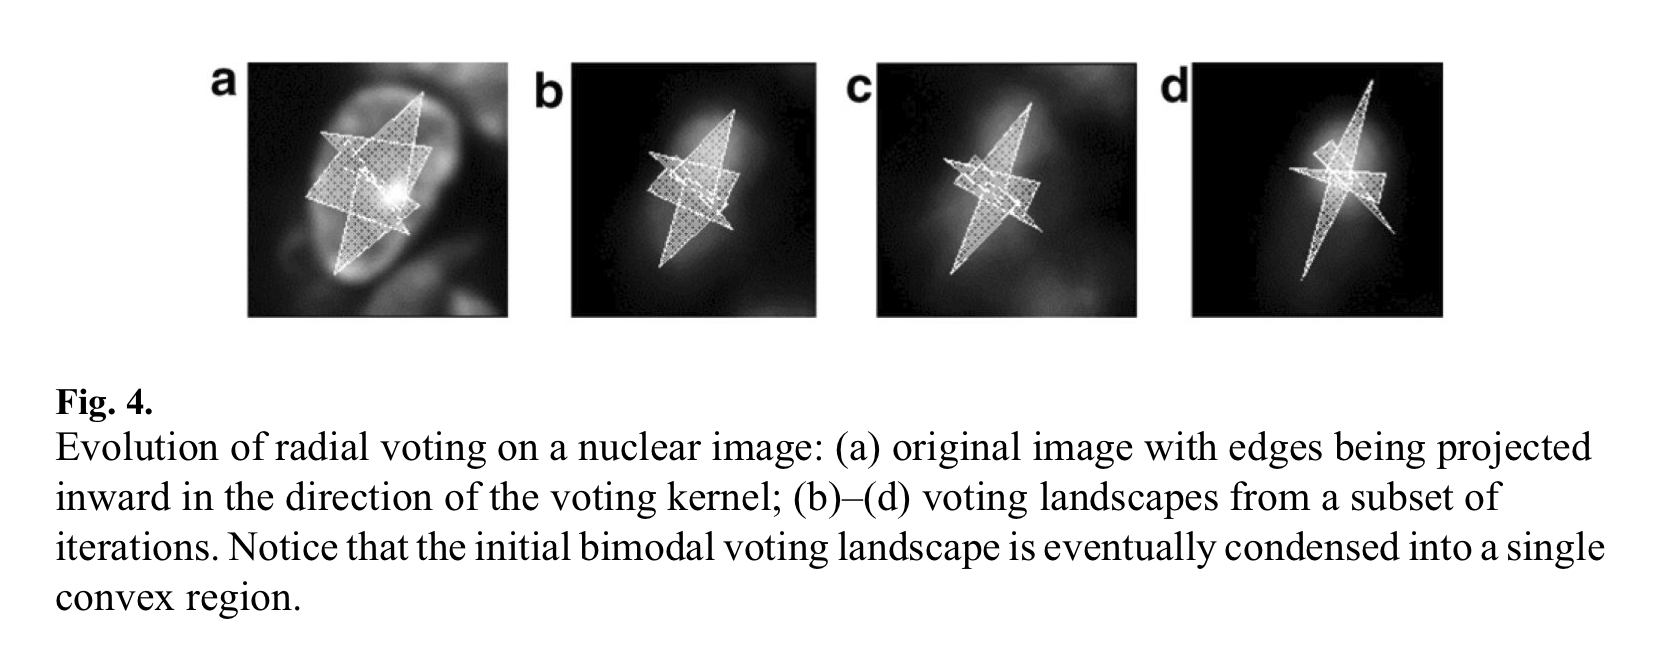 a b c d
Fig. 4.
Evolution of radial voting on a nuclear image: (a) original image with edges being projected
inward in the direction of the voting kernel; (b)–(d) voting landscapes from a subset of
iterations. Notice that the initial bimodal voting landscape is eventually condensed into a single
convex region.